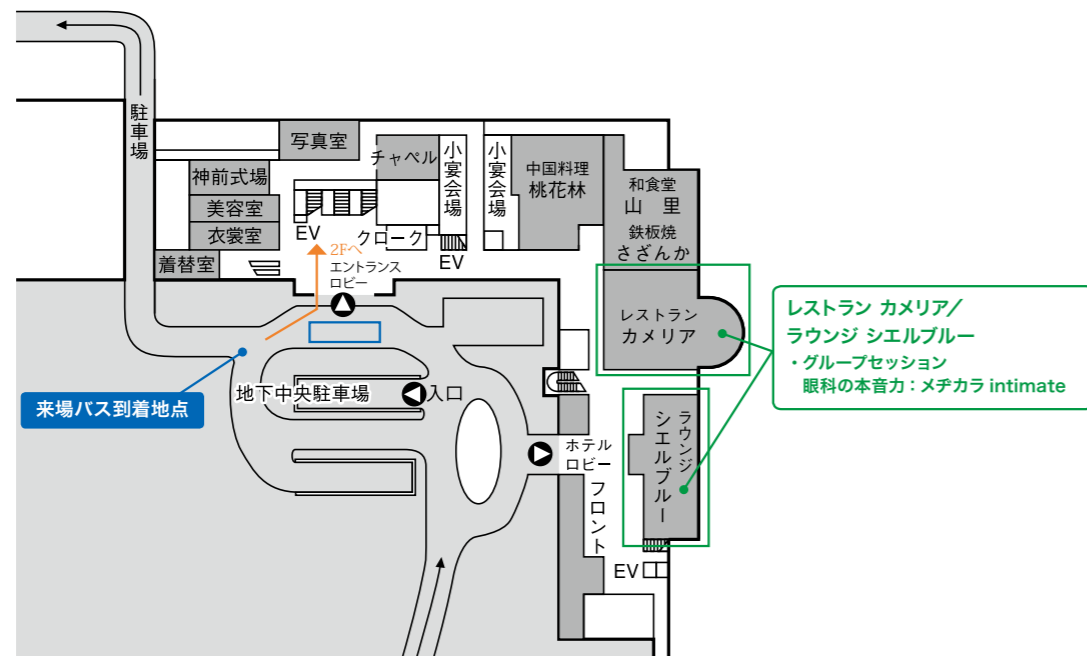 駐車場
写真室
チャペル
小宴会場
小宴会場
中国料理
桃花林
和食堂
山 里
鉄板焼
さざんか
神前式場
美容室
衣裳室
着替室
EV
クローク
EV
2Fへ
エントランス
ロビー
レストラン
カメリア
レストラン カメリア/
ラウンジ シエルブルー
・グループセッション
眼科の本音力:メヂカラ intimate
来場バス到着地点
地下中央駐車場
入口
ホテル
ロビー
フロント
ラウンジ
シエルブルー
EV